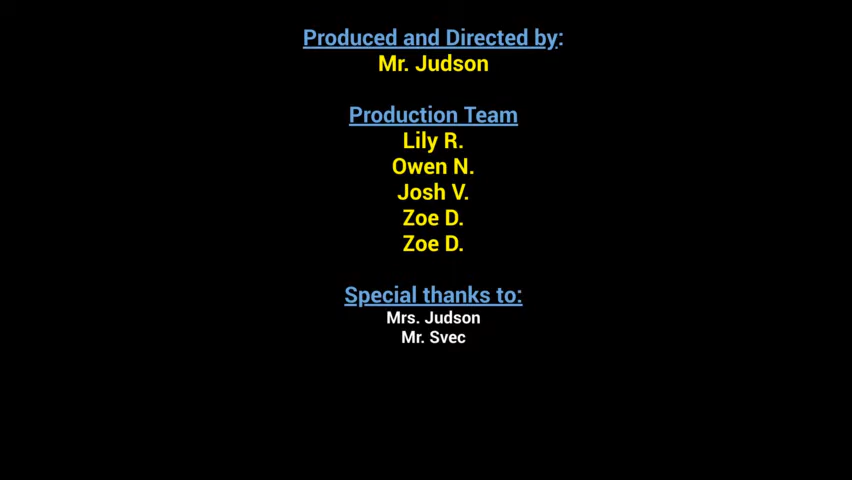 Produced and Directed by:
Mr. Judson
Production Team
Lily R.
Owen N.
Josh V.
Zoe D.
Zoe D.
Special thanks to:
Mrs. Judson
Mr. Svec